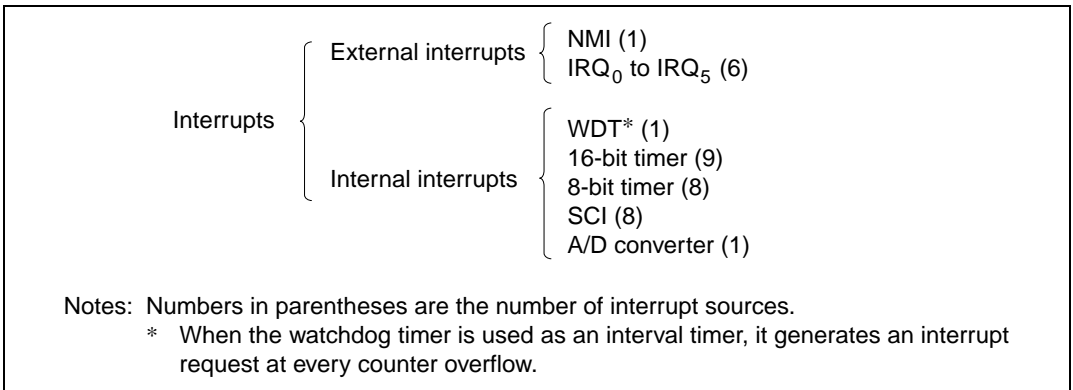 External interrupts
NMI (1)
IRQ0 to IRQ5 (6)
Interrupts
Internal interrupts
WDT* (1)
16-bit timer (9)
8-bit timer (8)
SCI (8)
A/D converter (1)
Notes: Numbers in parentheses are the number of interrupt sources.
* When the watchdog timer is used as an interval timer, it generates an interrupt
request at every counter overflow.